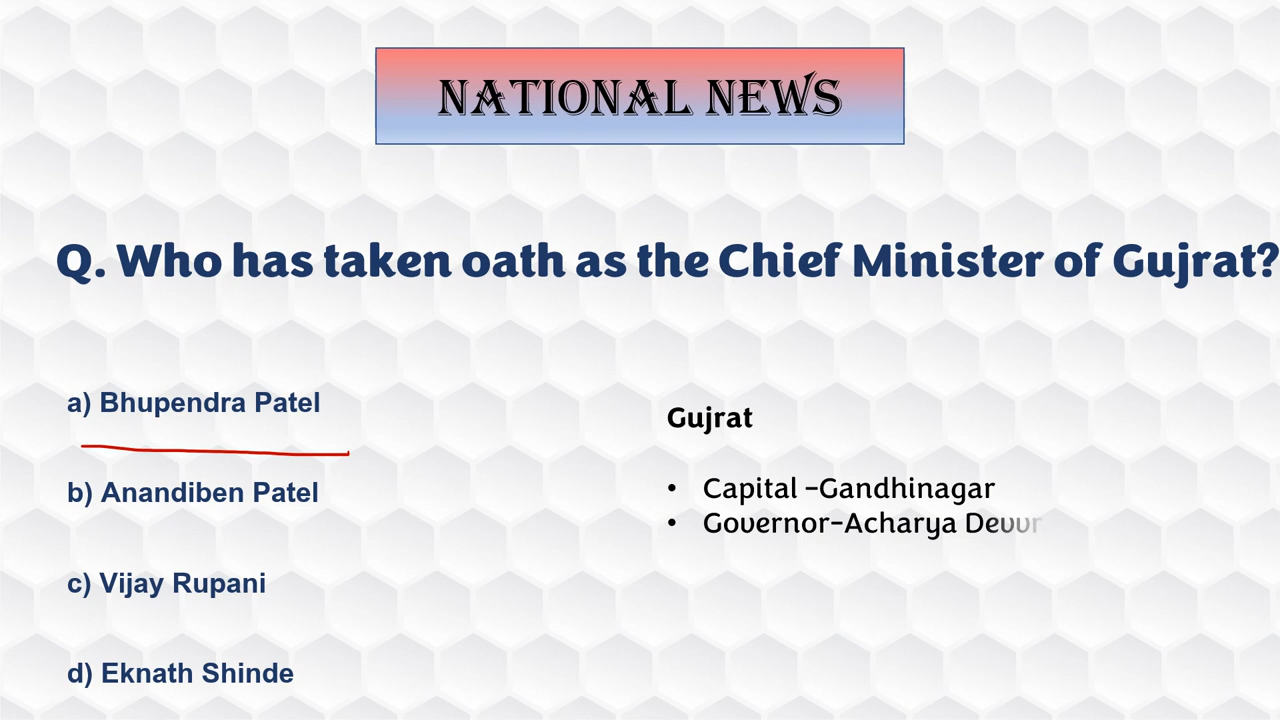 NATIONAL NEWS
Q. Who has taken oath as the Chief Minister of Gujrat?
a) Bhupendra Patel
b) Anandiben Patel
c) Vijay Rupani
d) Eknath Shinde
Gujrat
• Capital –Gandhinagar
• Governor–Acharya